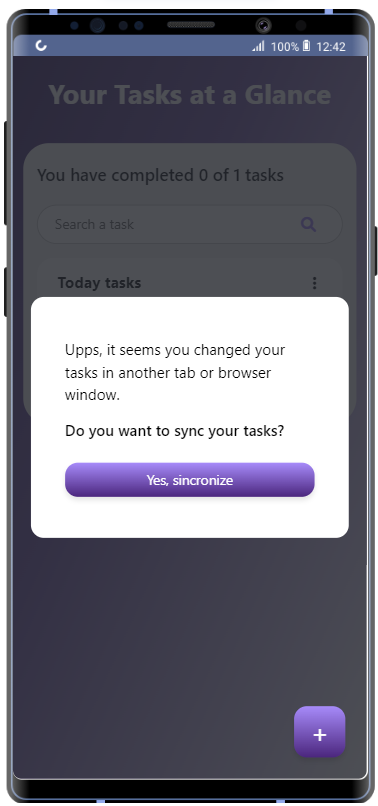 100% 12:42
Your Tasks at a Glance
You have completed 0 of 1 tasks
Search a task
Today tasks
Upps, it seems you changed your
tasks in another tab or browser
window.
Do you want to sync your tasks?
Yes, sincronize
+